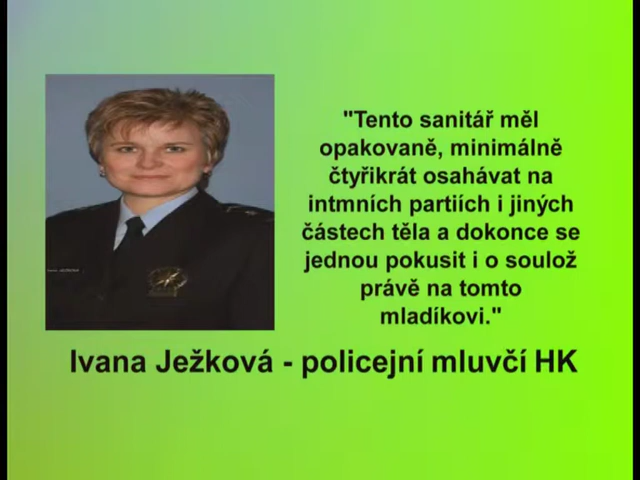 "Tento sanitář měl
opakovaně, minimálně
čtyřikrát osahávat na
intmních partiích i jiných
částech těla a dokonce se
jednou pokusit i o soulož
právě na tomto
mladíkovi."
Ivana Ježková - policejní mluvčí HK